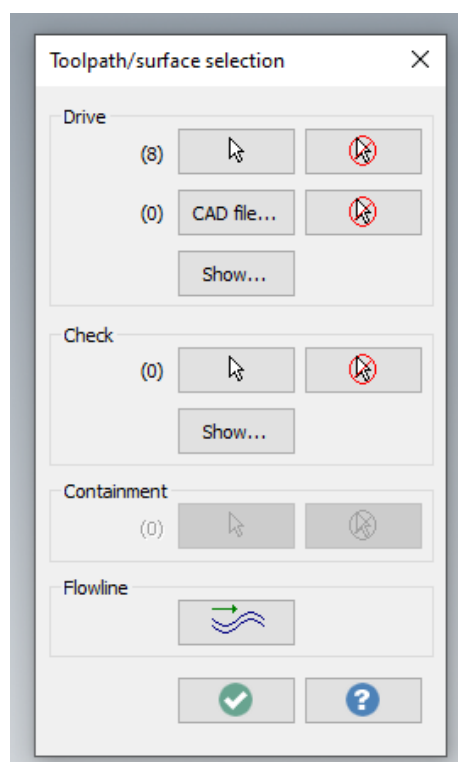 Toolpath/surface selection
Drive
(8)
(0) CAD file...
Show...
Check
(0)
Show...
Containment
(0)
Flowline